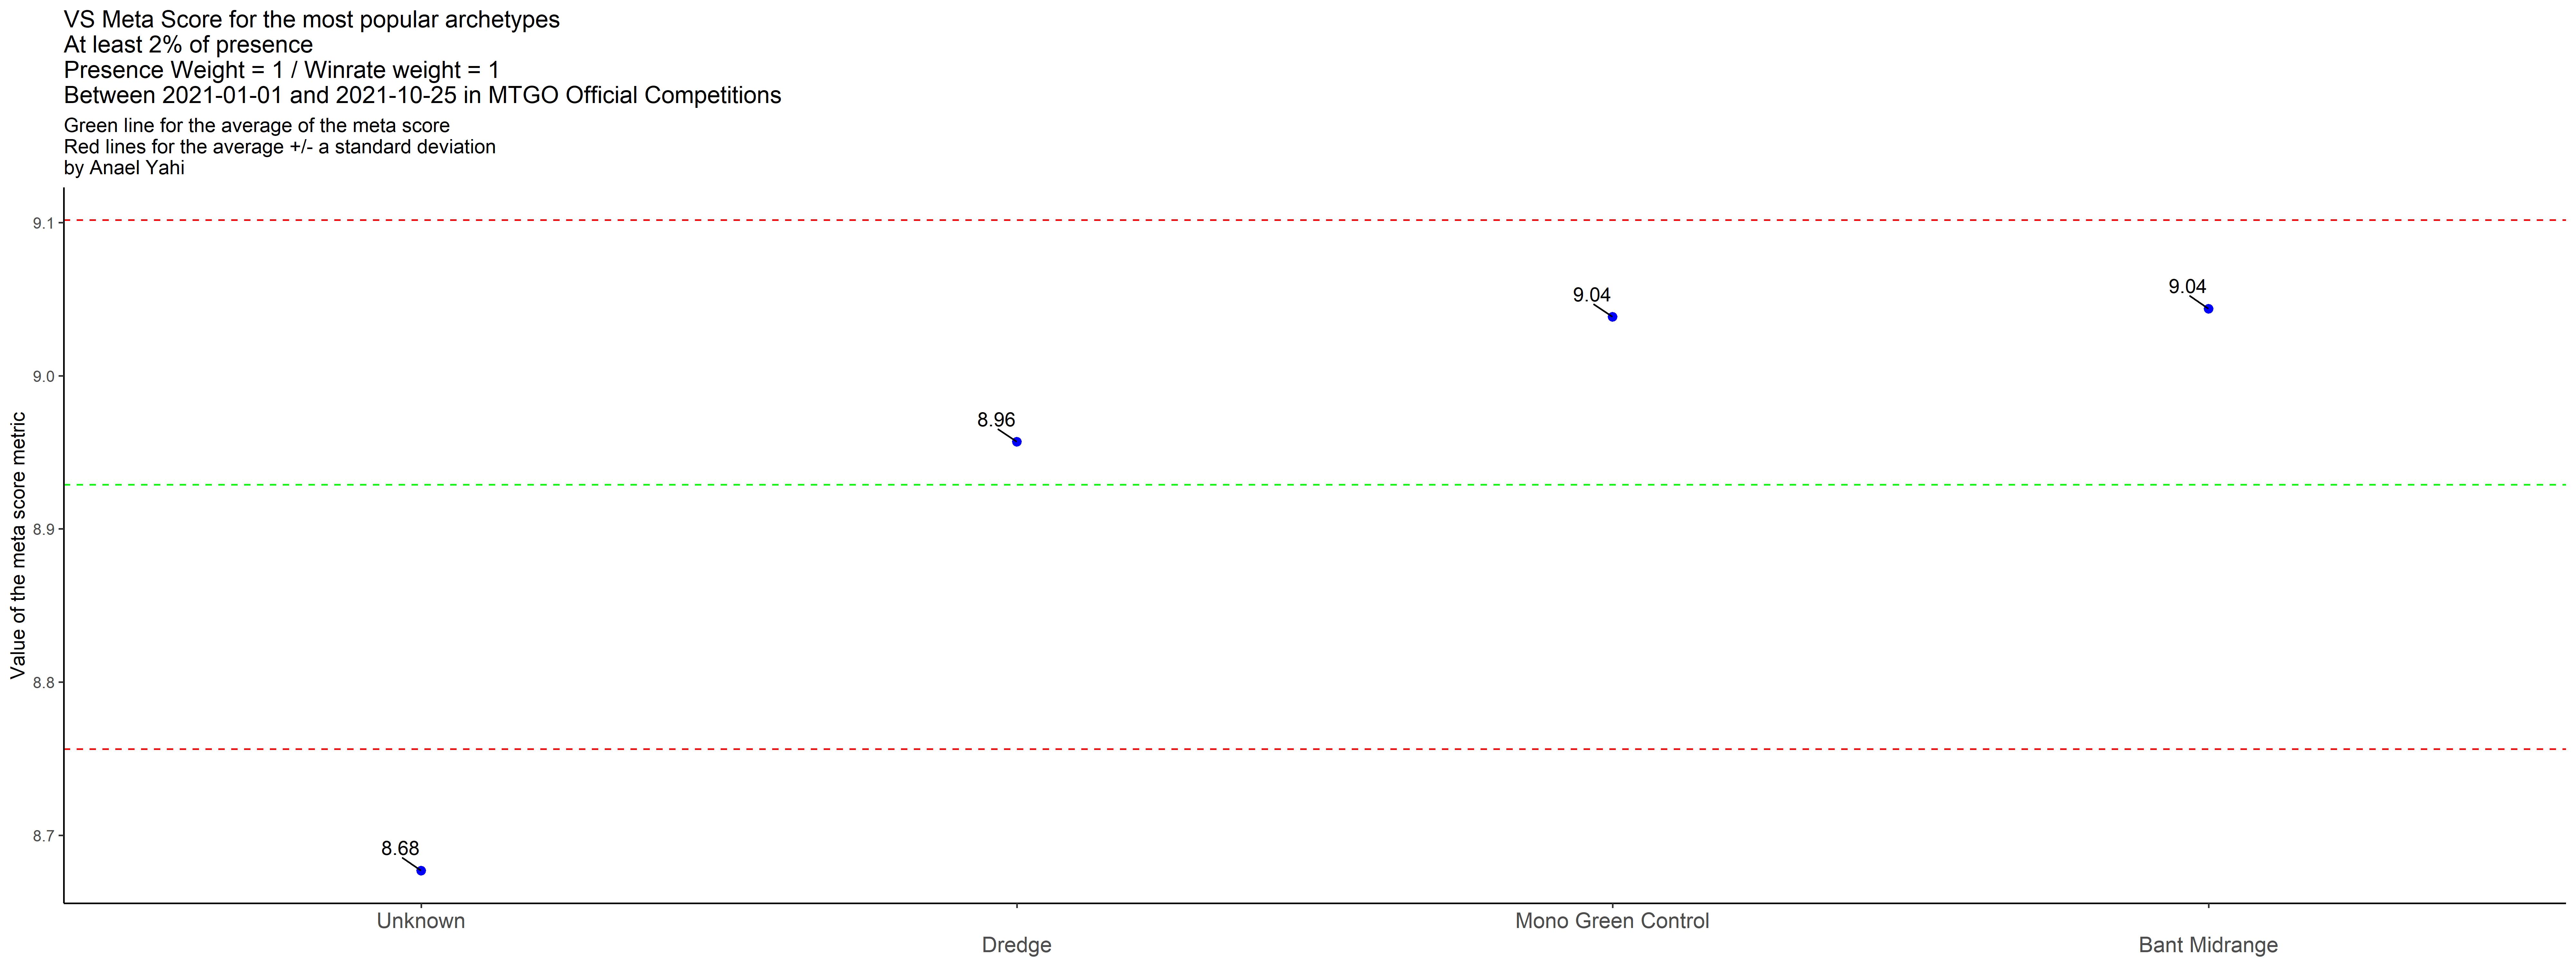 VS Meta Score for the most popular archetypes
At least 2% of presence
Presence Weight = 1 / Winrate weight = 1
Between 2021-01-01 and 2021-10-25 in MTGO Official Competitions
Green line for the average of the meta score
Red lines for the average +/- a standard deviation
by Anael Yahi
Value of the meta score metric
9.1
9.0
8.9
8.8
8.7
8.68
8.96
9.04
9.04
Unknown
Dredge
Mono Green Control
Bant Midrange